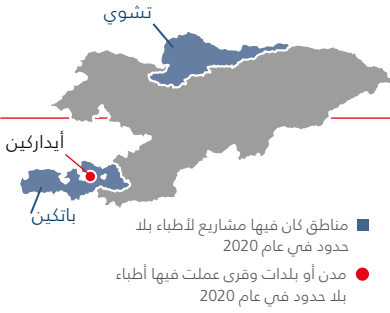 تشوي
أيداركين
باتكين
مناطق كان فيها مشاريع لأطباء بلا
حدود في عام 2020
مدن أو بلدات وقرى عملت فيها أطباء
بلا حدود في عام 2020